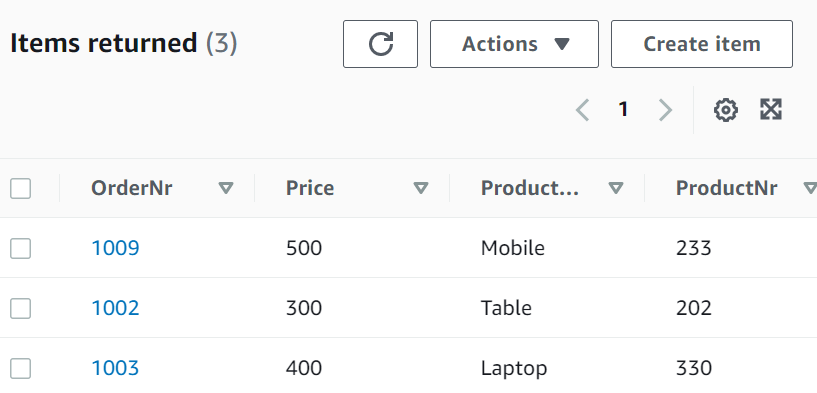 Items returned (3)
Actions
Create item
1
OrderNr Price Product... ProductNr
1009 500 Mobile 233
1002 300 Table 202
1003 400 Laptop 330